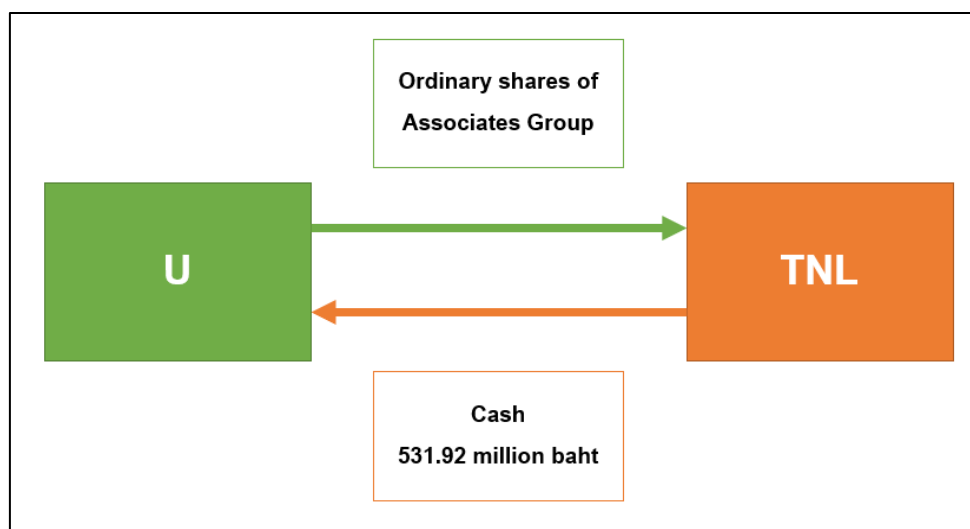 Ordinary shares of
Associates Group
U
TNL
Cash
531.92 million baht